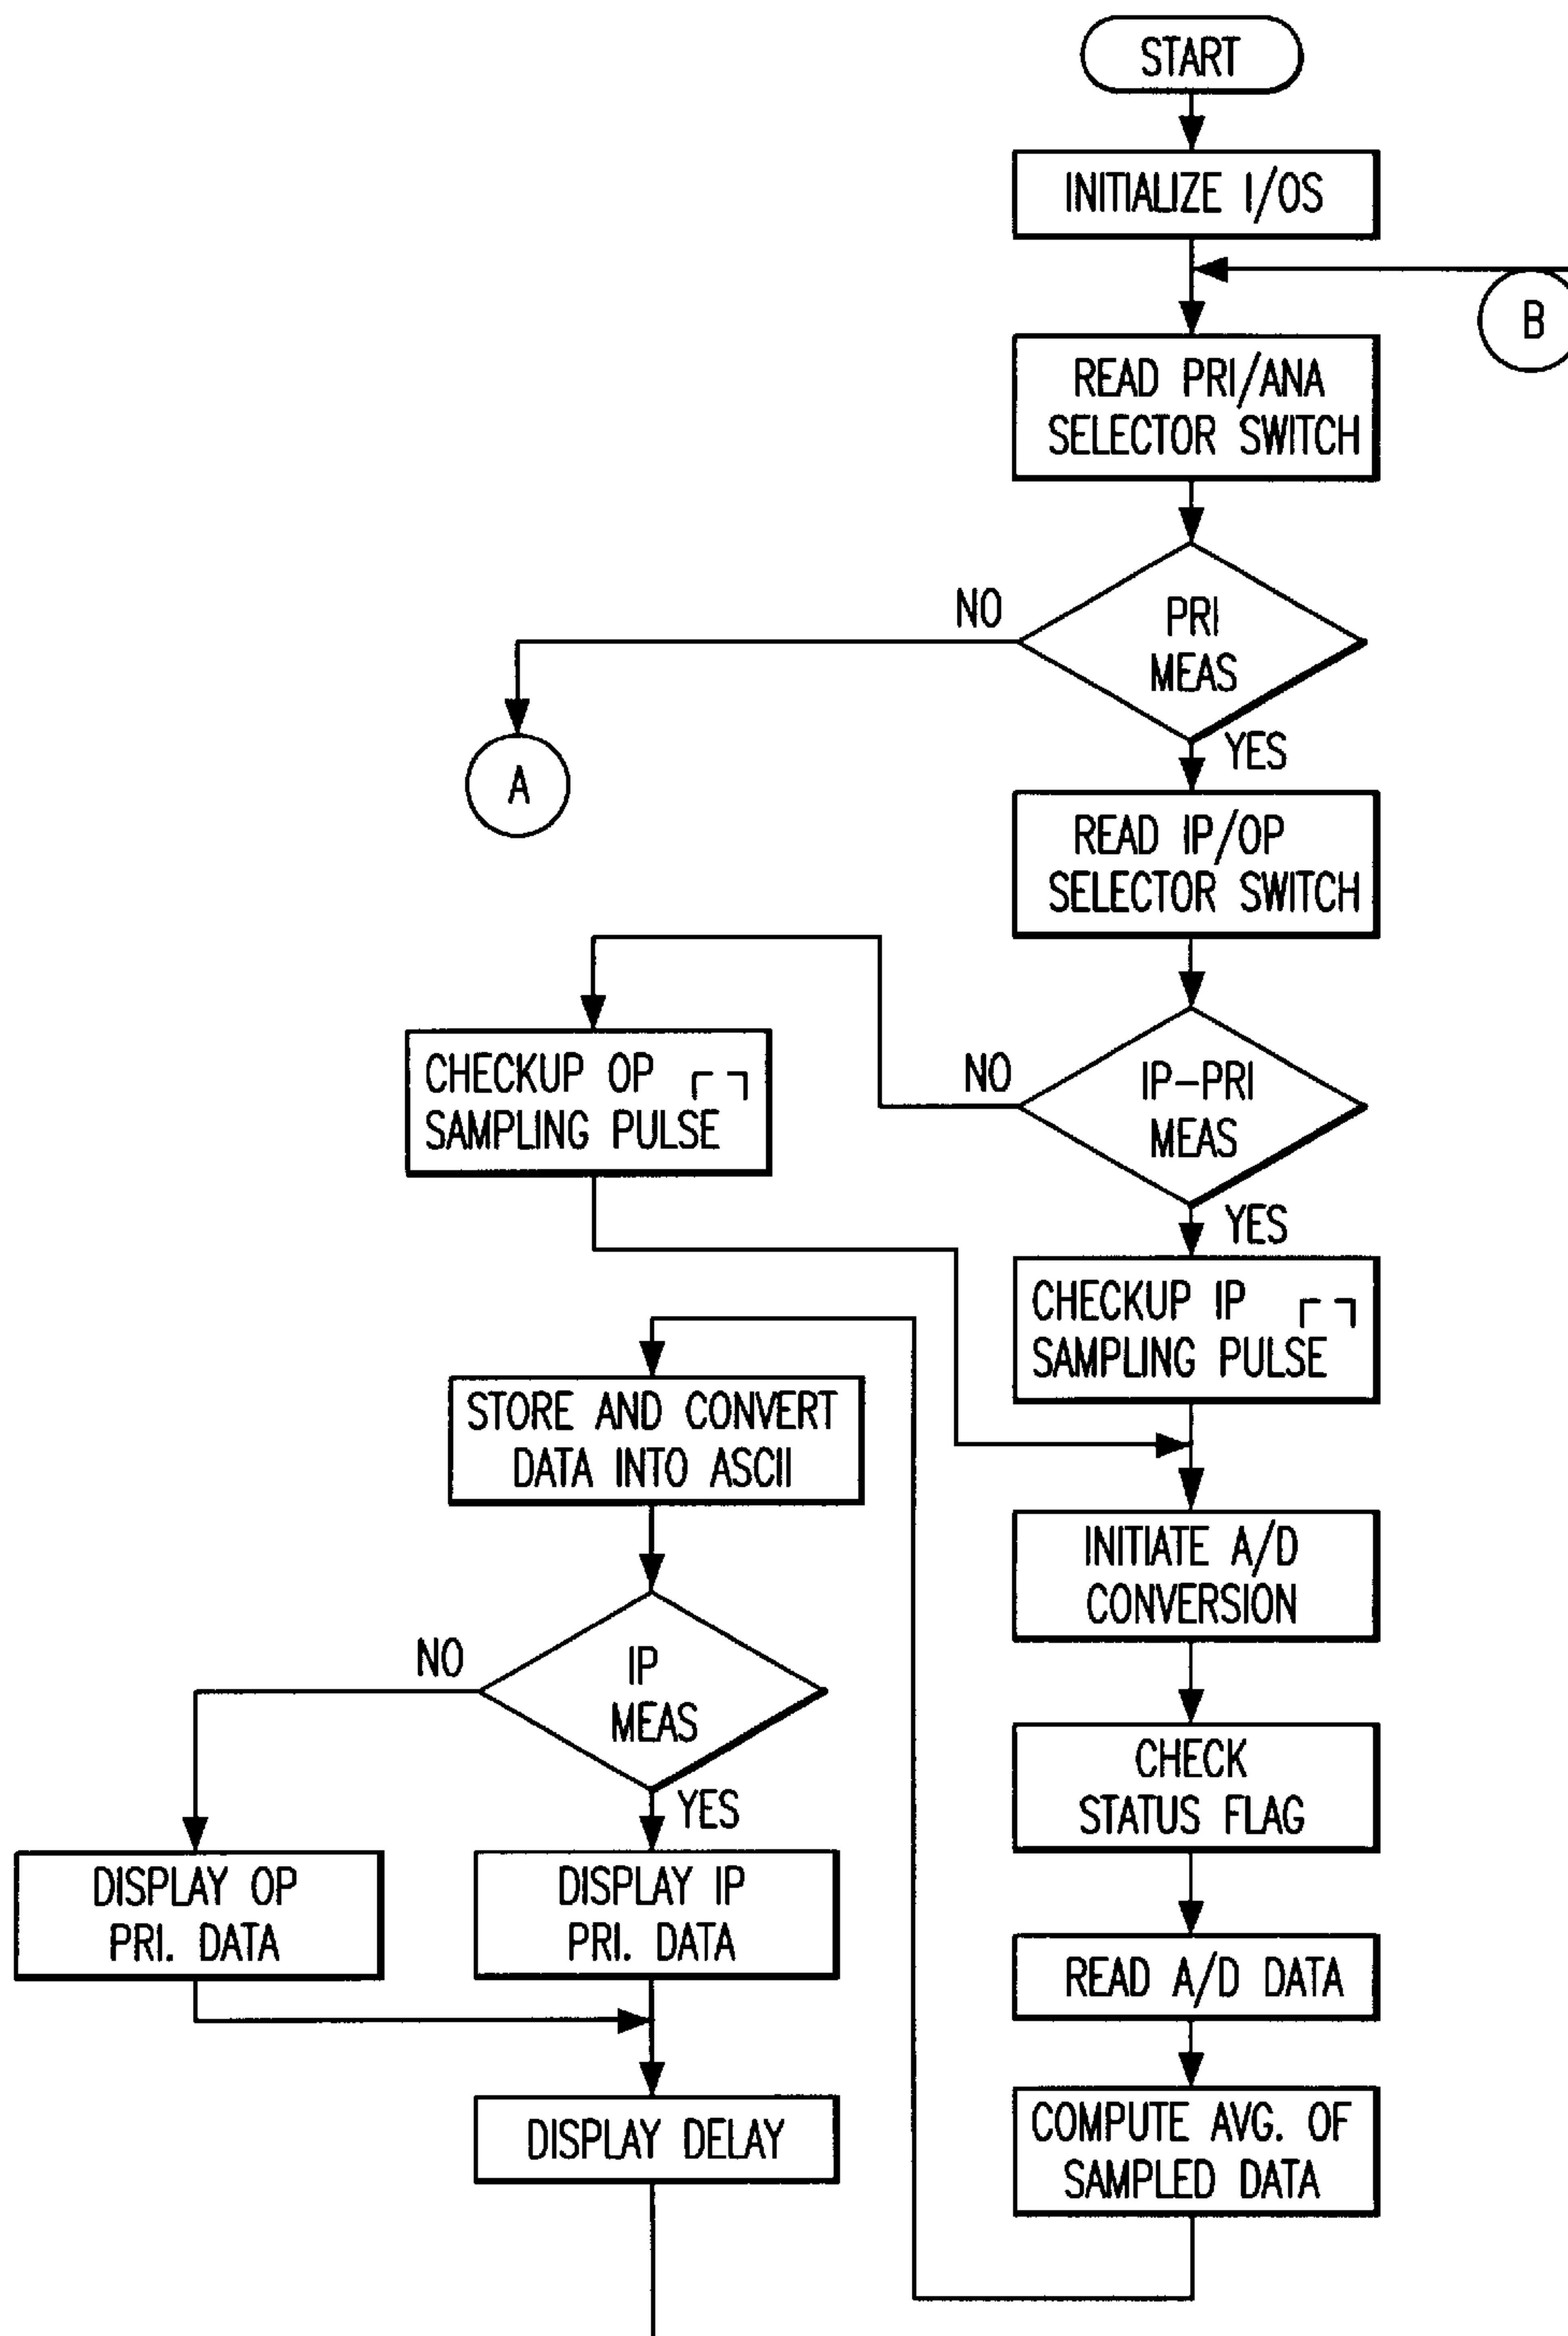 START
INITIALIZE I/OS
B
READ PRI/ANA
SELECTOR SWITCH
NO
PRI
MEAS
YES
A
READ IP/OP
SELECTOR SWITCH
CHECKUP OP
SAMPLING PULSE
NO
IP-PRI
MEAS
YES
CHECKUP IP
SAMPLING PULSE
STORE AND CONVERT
DATA INTO ASCII
INITIATE A/D
CONVERSION
NO
IP
MEAS
YES
CHECK
STATUS FLAG
DISPLAY OP
PRI. DATA
DISPLAY IP
PRI. DATA
READ A/D DATA
DISPLAY DELAY
COMPUTE AVG. OF
SAMPLED DATA